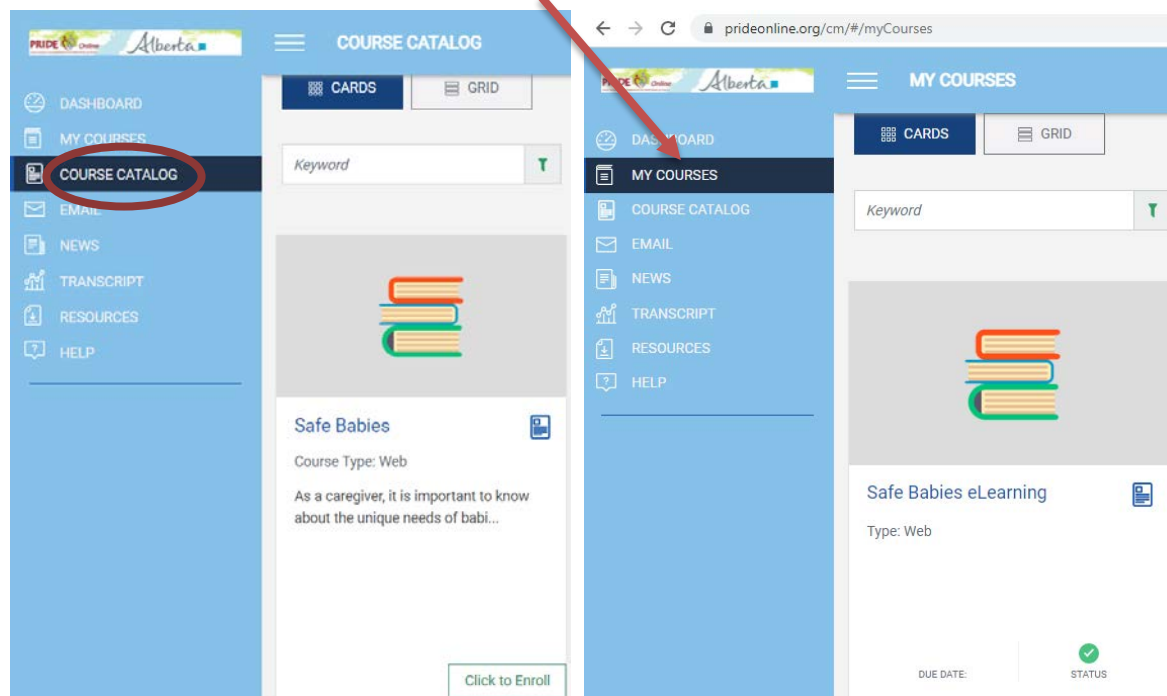 PRIDE Online Alberta
COURSE CATALOG
DASHBOARD
MY COURSES
COURSE CATALOG
EMAIL
NEWS
TRANSCRIPT
RESOURCES
HELP
CARDS
GRID
Keyword
Safe Babies
Course Type: Web
As a caregiver, it is important to know
about the unique needs of babi...
Click to Enroll
prideonline.org/cm/#/myCourses
PRIDE Online Alberta
MY COURSES
DASHBOARD
MY COURSES
COURSE CATALOG
EMAIL
NEWS
TRANSCRIPT
RESOURCES
HELP
CARDS
GRID
Keyword
Safe Babies eLearning
Type: Web
DUE DATE:
STATUS